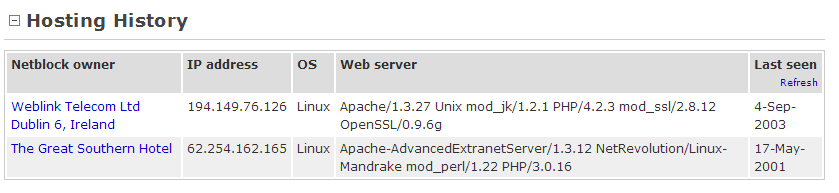 Hosting History
Netblock owner IP address OS Web server Last seen
Refresh
Weblink Telecom Ltd 194.149.76.126 Linux Apache/1.3.27 Unix mod_jk/1.2.1 PHP/4.2.3 mod_ssl/2.8.12 4-Sep-
Dublin 6, Ireland OpenSSL/0.9.6g 2003
The Great Southern Hotel 62.254.162.165 Linux Apache-AdvancedExtranetServer/1.3.12 NetRevolution/Linux- 17-May-
Mandrake mod_perl/1.22 PHP/3.0.16 2001